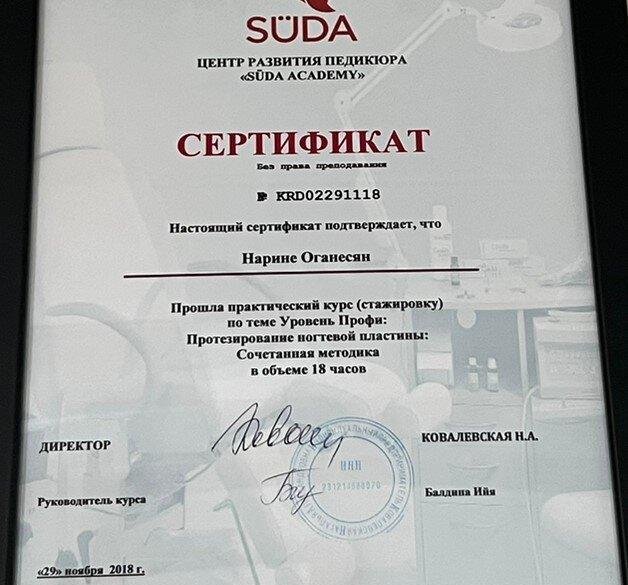 SÜDA
ЦЕНТР РАЗВИТИЯ ПЕДИКЮРА
«SÜDA ACADEMY»
СЕРТИФИКАТ
Без права преподавания
№ KRD02291118
Настоящий сертификат подтверждает, что
Нарине Оганесян
Прошла практический курс (стажировку)
по теме Уровень Профи:
Протезирование ногтевой пластины:
Сочетанная методика
в объеме 18 часов
ДИРЕКТОР
КОВАЛЕВСКАЯ Н.А.
ИНН
Руководитель курса
Балдина Ийя
«29» ноября 2018 г.